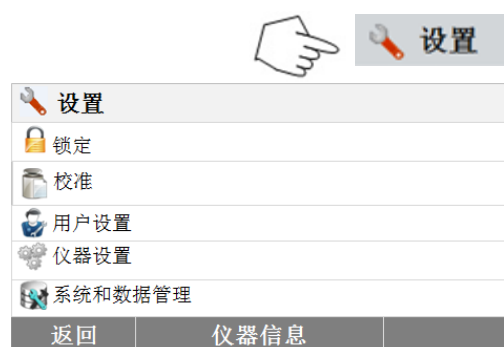 设置
设置
锁定
校准
用户设置
仪器设置
系统和数据管理
返回 仪器信息